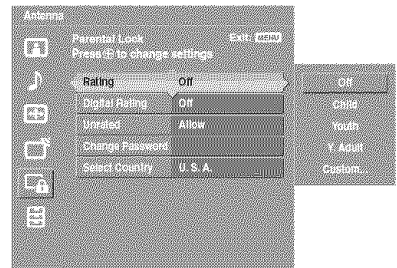 Antenna
Parental Lock Exit: MENU
Press to change settings
Rating Off
Digital Rating Off
Unrated Allow
Change Password
Select Country U. S. A.
Off
Child
Youth
Y. Adult
Custom...